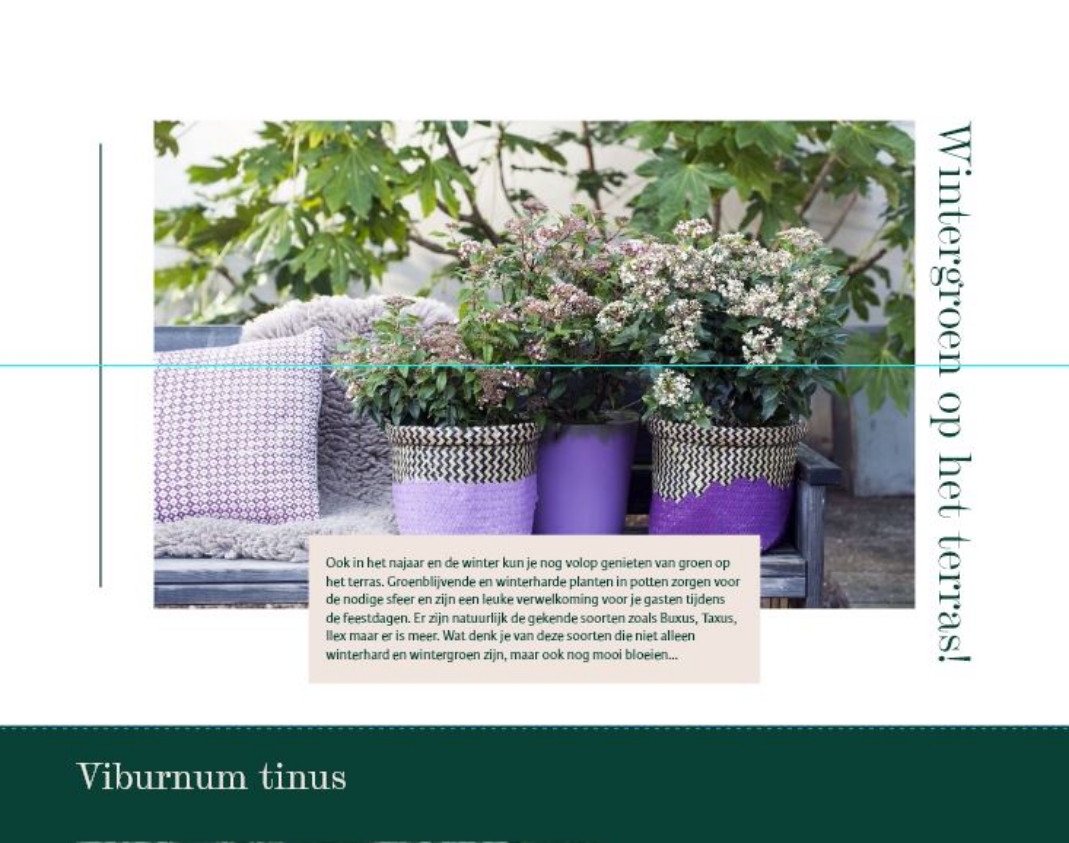 Wintergroen op het terras!
Ook in het najaar en de winter kun je nog volop genieten van groen op
het terras. Groenblijvende en winterharde planten in potten zorgen voor
de nodige sfeer en zijn een leuke verwelkoming voor je gasten tijdens
de feestdagen. Er zijn natuurlijk de gekende soorten zoals Buxus, Taxus,
Ilex maar er is meer. Wat denk je van deze soorten die niet alleen
winterhard en wintergroen zijn, maar ook nog mooi bloeien...
Viburnum tinus